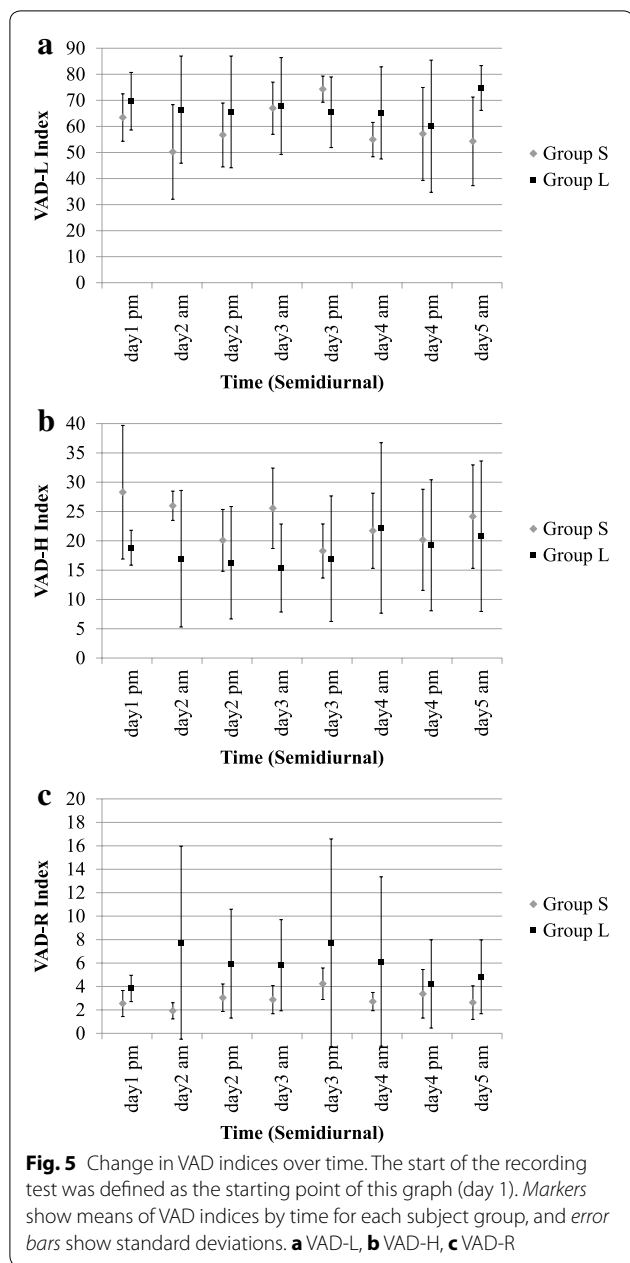 a
90
80
70
60
50
40
30
20
10
0
VAD-L Index
day1 pm
day2 am
day2 pm
day3 am
day3 pm
day4 am
day4 pm
day5 am
Time (Semidiurnal)
Group S
Group L
b
40
35
30
25
20
15
10
5
0
VAD-H Index
day1 pm
day2 am
day2 pm
day3 am
day3 pm
day4 am
day4 pm
day5 am
Time (Semidiurnal)
Group S
Group L
c
20
18
16
14
12
10
8
6
4
2
0
VAD-R Index
day1 pm
day2 am
day2 pm
day3 am
day3 pm
day4 am
day4 pm
day5 am
Time (Semidiurnal)
Group S
Group L
Fig. 5 Change in VAD indices over time. The start of the recording
test was defined as the starting point of this graph (day 1). Markers
show means of VAD indices by time for each subject group, and error
bars show standard deviations. a VAD-L, b VAD-H, c VAD-R